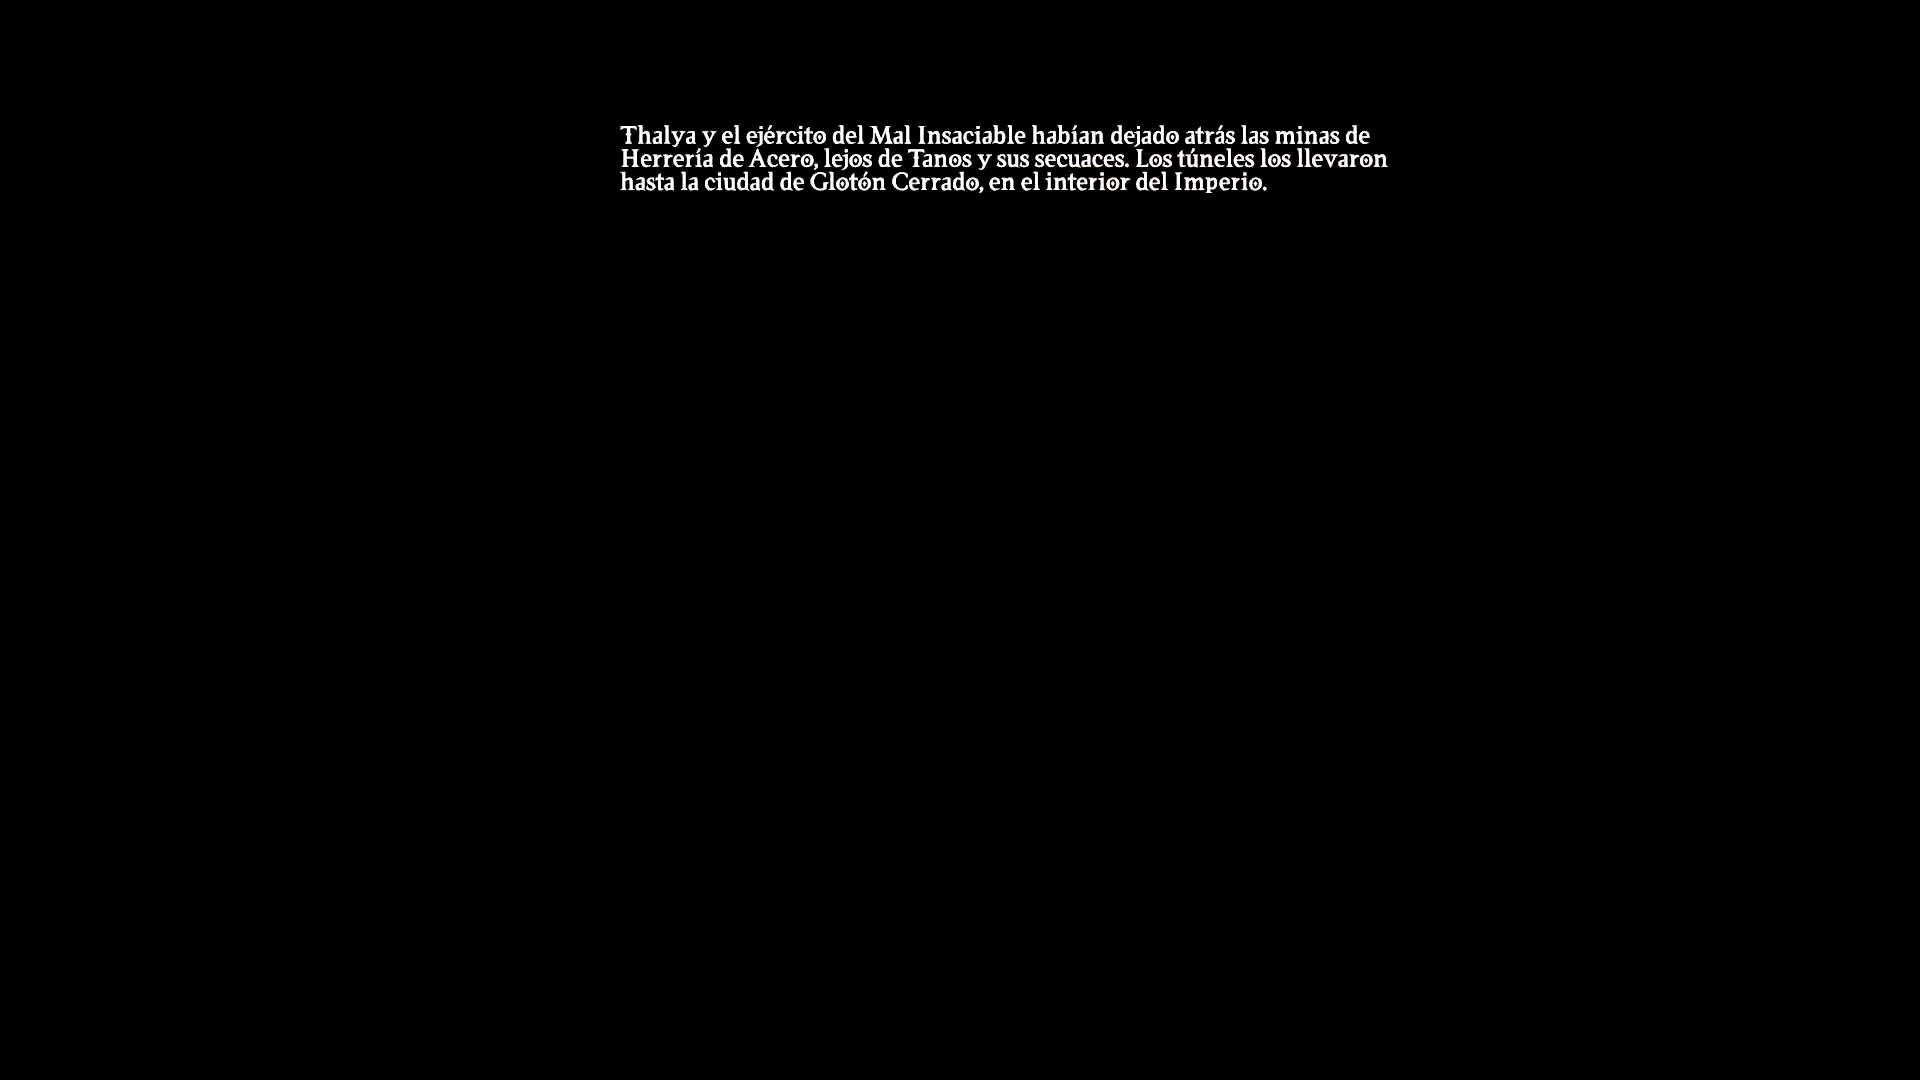 Thalya y el ejército del Mal Insaciable habían dejado atrás las minas de
Herrería de Acero, lejos de Tanos y sus secuaces. Los túneles los llevaron
hasta la ciudad de Glotón Cerrado, en el interior del Imperio.